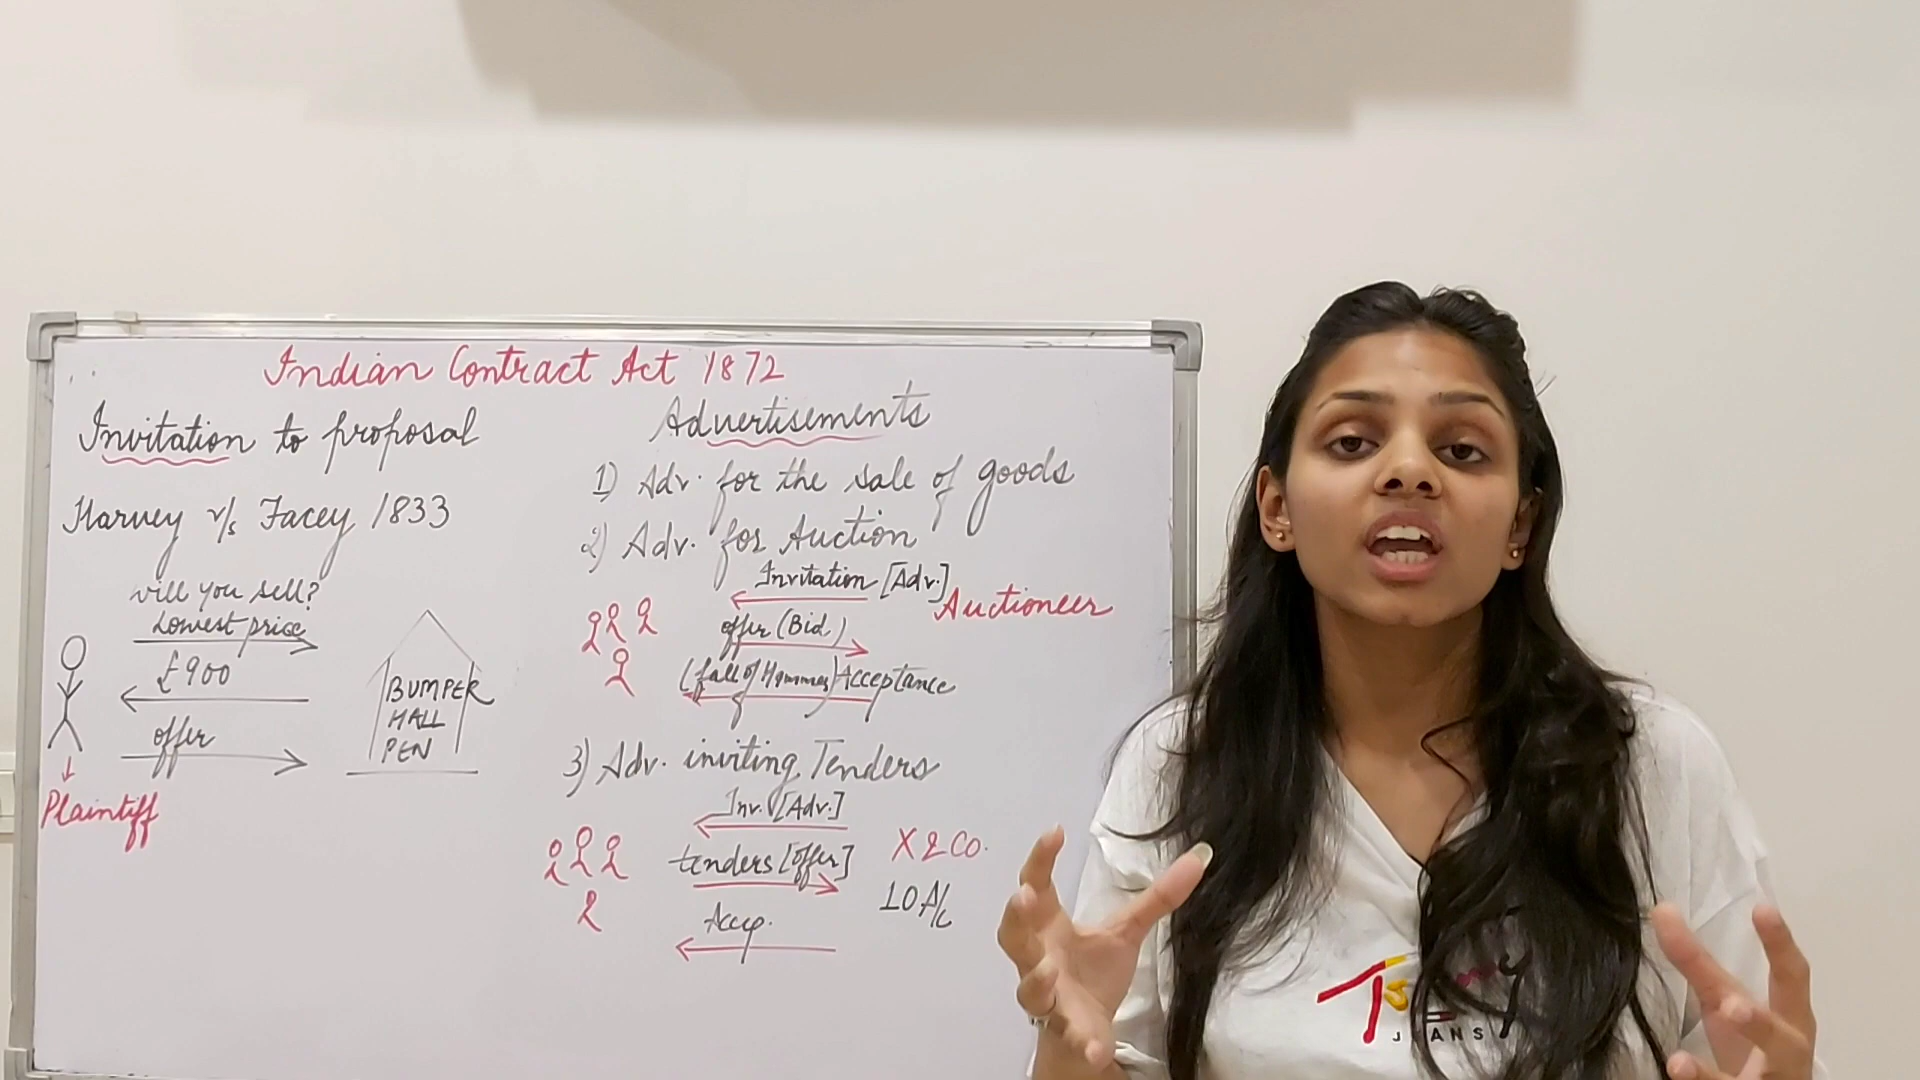 Indian Contract Act 1872
Invitation to proposal
Harvey v/s Facey 1833
will you sell?
Lowest price
£900
offer
Plaintiff
BUMPER
HALL
PEN
Advertisements
1) Adv. for the sale of goods
2) Adv. for Auction
Invitation [Adv.]
Auctioneer
offer (Bid)
(fall of Hammer) Acceptance
3) Adv. inviting Tenders
Inv. [Adv.]
tenders [offer]
X & Co.
10 A/c
Accep.
JEANS